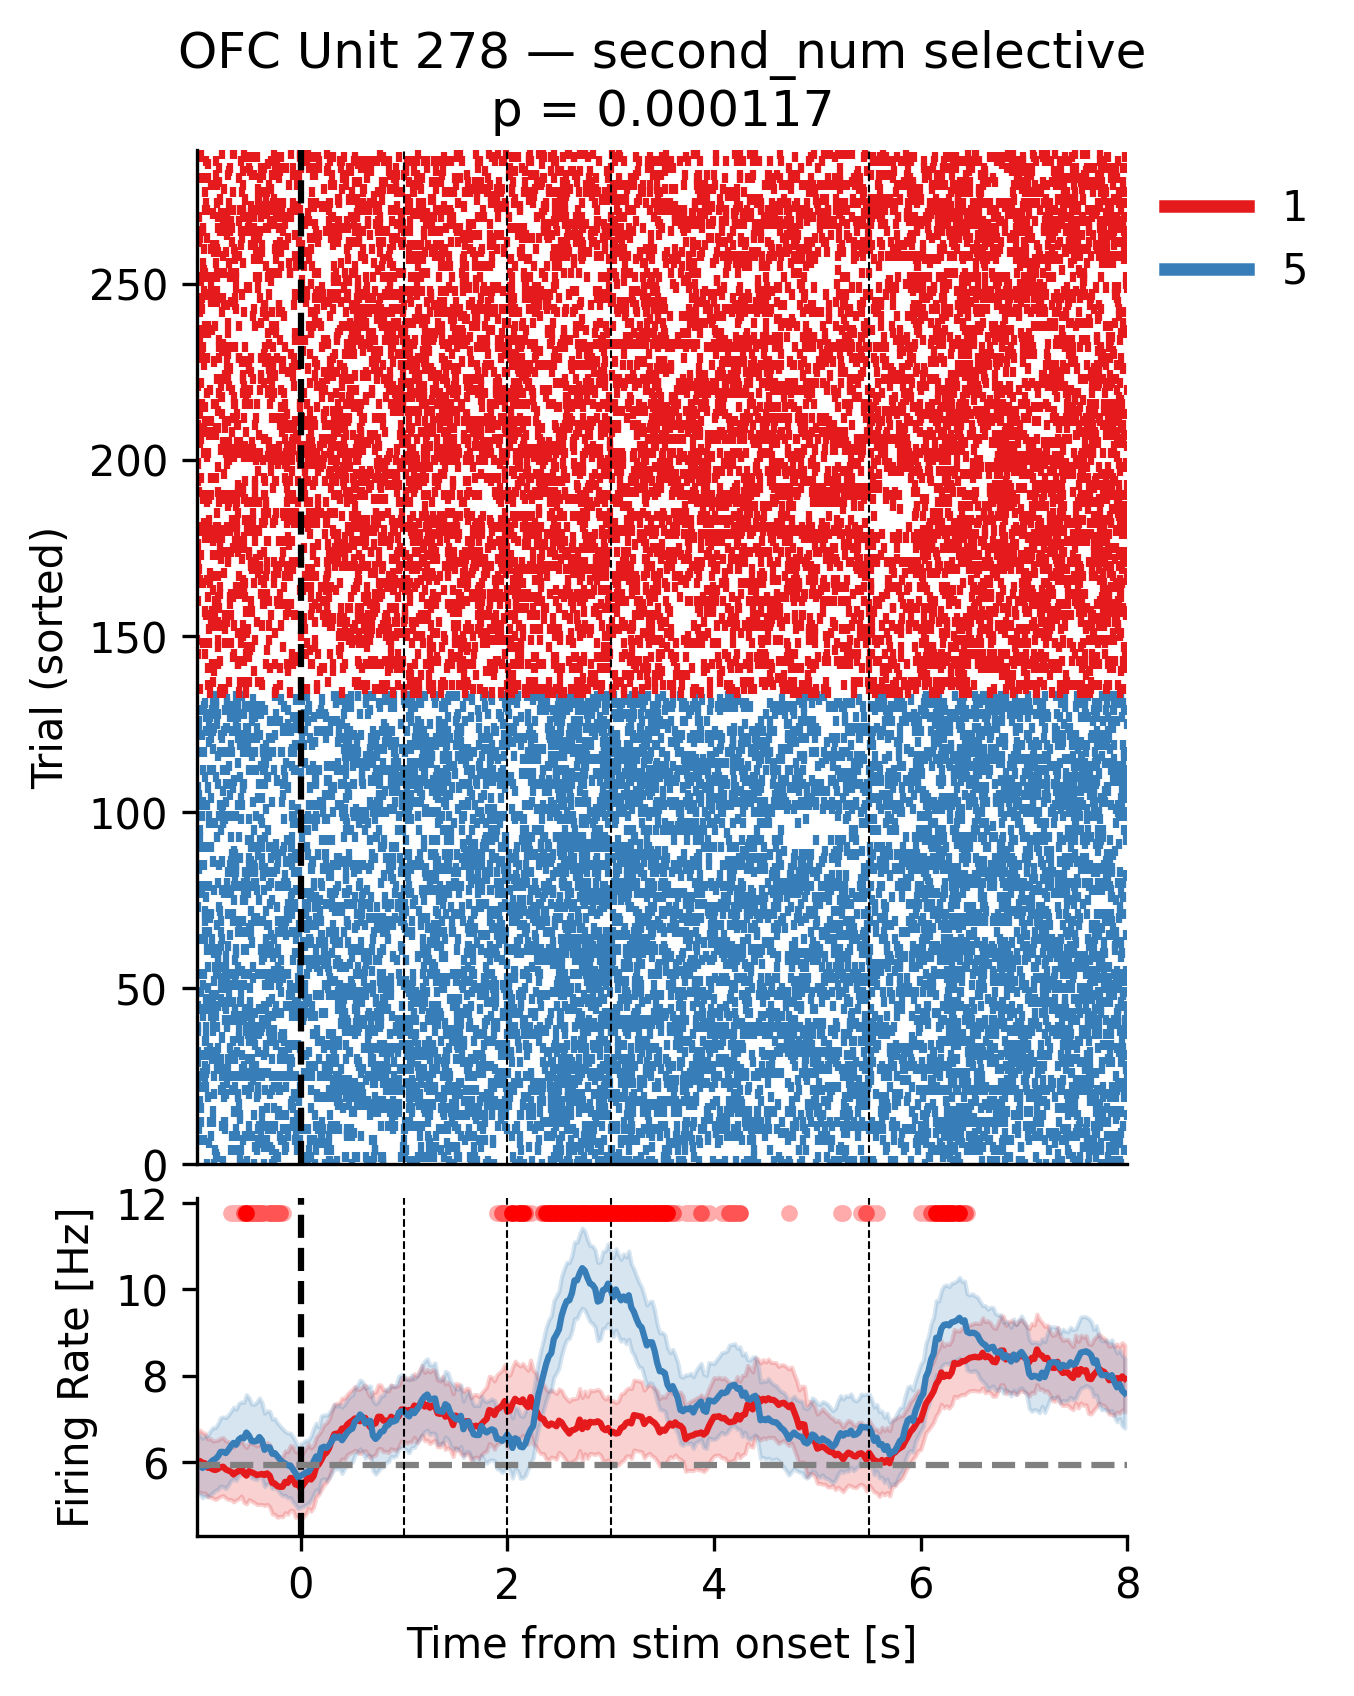 OFC Unit 278 — second_num selective
p = 0.000117
1
5
Trial (sorted)
250
200
150
100
50
0
Firing Rate [Hz]
12
10
8
6
0 2 4 6 8
Time from stim onset [s]